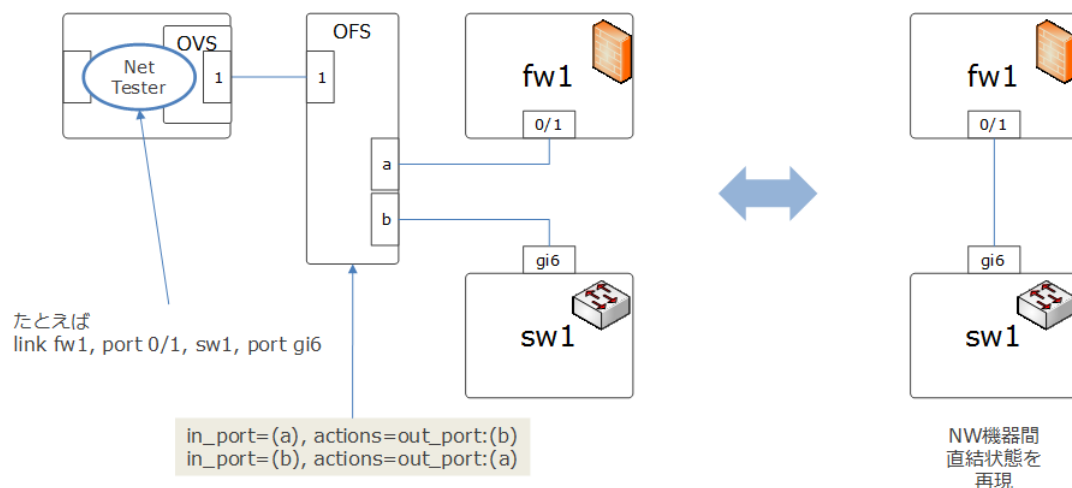 OVS
Net
Tester
1
OFS
1
a
b
fw1
0/1
gi6
sw1
たとえば
link fw1, port 0/1, sw1, port gi6
in_port=(a), actions=out_port:(b)
in_port=(b), actions=out_port:(a)
fw1
0/1
gi6
sw1
NW機器間
直結状態を
再現